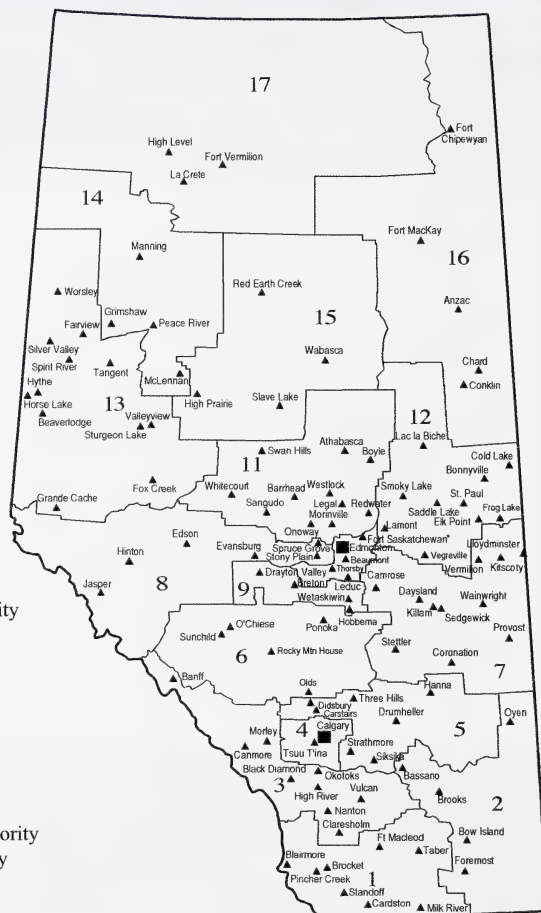 17
Fort
Chipewyan
High Level
Fort Vermilion
La Crete
14
Fort MacKay
Manning
16
Worsley
Red Earth Creek
Anzac
Grimshaw
15
Fairview
Peace River
Silver Valley
Spirit River
Tangent
Wabasca
Chard
Hythe
McLennan
Conklin
13
Horse Lake
High Prairie
Beaverlodge
Valleyview
Slave Lake
12
Sturgeon Lake
Lac la Biche
Athabasca
11
Swan Hills
Boyle
Cold Lake
Bonnyville
Fox Creek
Whitecourt
Barrhead
Westlock
Smoky Lake
St. Paul
Grande Cache
Sangudo
Legal
Redwater
Saddle Lake
Frog Lake
Morinville
Elk Point
Lamont
Onoway
Edson
Fort Saskatchewan*
Evansburg
Spruce Grove
Edmonton
Lloydminster
Stony Plain
Vegreville
Hinton
Beaumont
Vermilion
Kitscoty
Drayton Valley
Thorsby
8
9
Breton
Leduc
Camrose
Jasper
Wetaskiwin
Daysland
Wainwright
ity
Killam
Sedgewick
Hobbema
O'Chiese
Ponoka
Sunchild
Provost
6
Stettler
Rocky Mtn House
Coronation
7
Banff
Olds
Hanna
Didsbury
Three Hills
Carstairs
Oyen
Drumheller
5
4
Calgary
Morley
Tsuu T'ina
Strathmore
Canmore
Siksika
Black Diamond
Okotoks
Bassano
3
High River
Vulcan
2
Brooks
Nanton
ority
Claresholm
y
Bow Island
Ft Macleod
Taber
Blairmore
Brocket
Foremost
Pincher Creek
1
Standoff
Cardston
Milk River